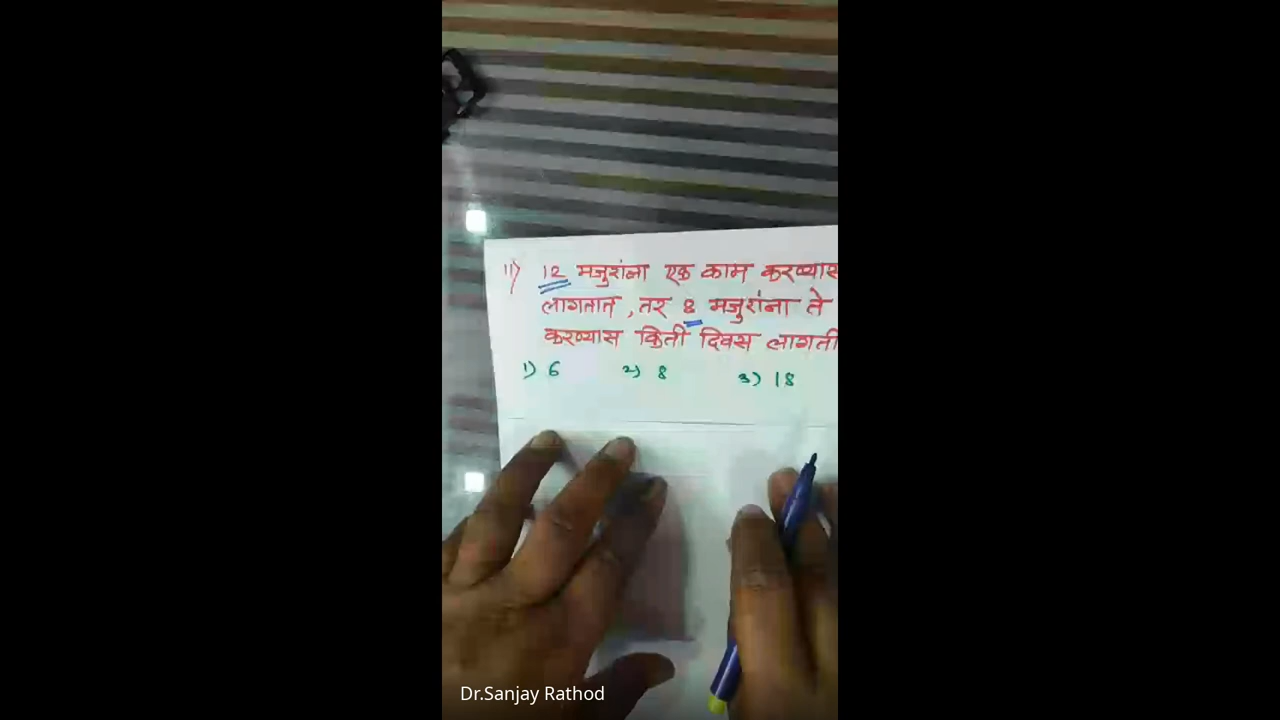 11) 12 मजुरांना एक काम करण्यास
लागतात , तर 8 मजुरांना ते
करण्यास किती दिवस लागती
1) 6 2) 8 3) 18
Dr.Sanjay Rathod